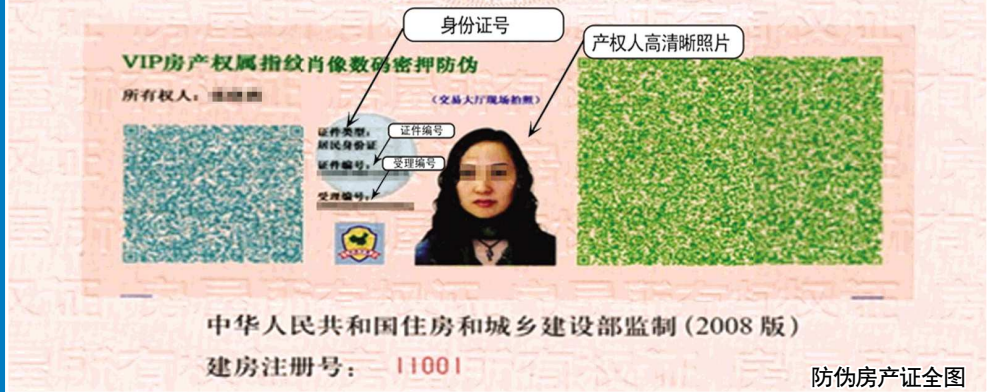 身份证号
产权人高清晰照片
VIP房产权属指纹肖像数码密押防伪
所有权人：
（交易大厅现场拍照）
证件类型：
居民身份证
证件编号
证件编号：
受理编号
受理编号：
中华人民共和国住房和城乡建设部监制（2008 版）
建房注册号： 11001
防伪房产证全图